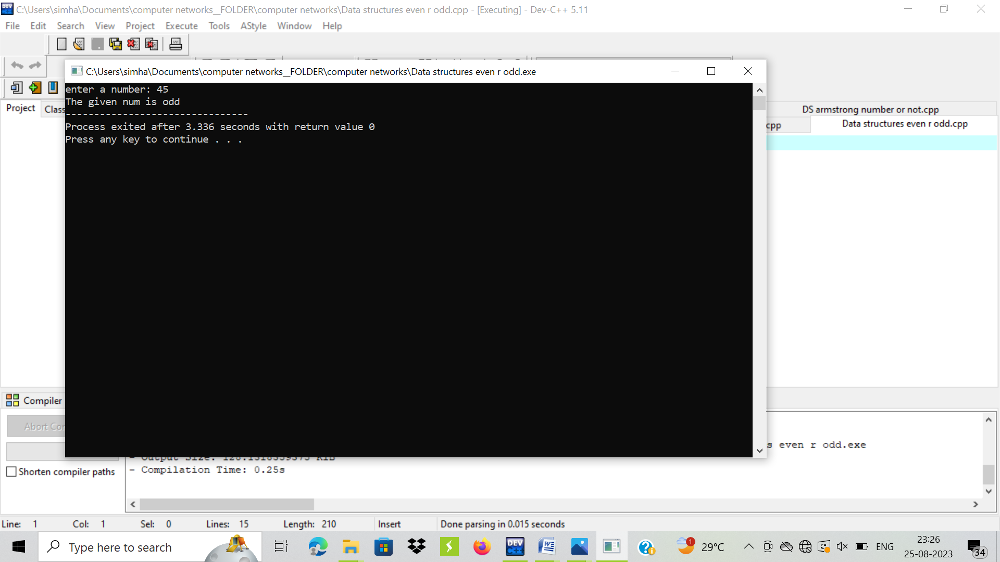 C:\Users\simha\Documents\computer networks__FOLDER\computer networks\Data structures even r odd.cpp - [Executing] - Dev-C++ 5.11
File Edit Search View Project Execute Tools AStyle Window Help
C:\Users\simha\Documents\computer networks__FOLDER\computer networks\Data structures even r odd.exe
enter a number: 45
The given num is odd
--------------------------------
Process exited after 3.336 seconds with return value 0
Press any key to continue . . .
Project Class
DS armstrong number or not.cpp
cpp Data structures even r odd.cpp
Compiler
Abort
s even r odd.exe
- Output Size:
Shorten compiler paths
- Compilation Time: 0.25s
Line: 1 Col: 1 Sel: 0 Lines: 15 Length: 210 Insert Done parsing in 0.015 seconds
Type here to search
DEV C++
1
29°C
ENG
23:26
25-08-2023
34